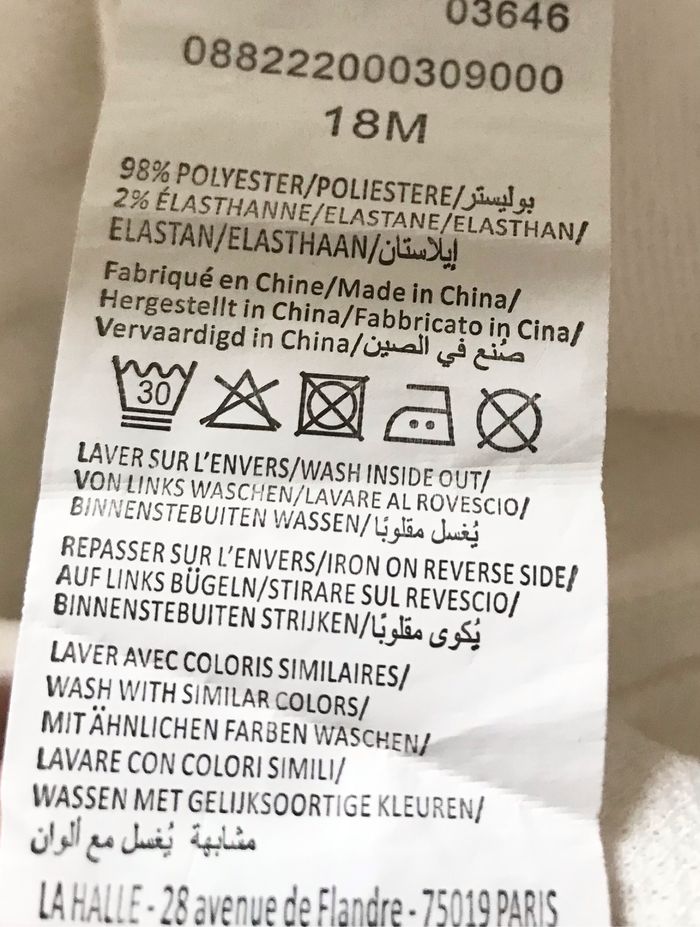 03646
088222000309000
18M
98% POLYESTER/POLIESTERE/بوليستر
2% ÉLASTHANNE/ELASTANE/ELASTHAN/
ELASTAN/ELASTHAAN/إيلاستان
Fabriqué en Chine/Made in China/
Hergestellt in China/Fabbricato in Cina/
Vervaardigd in China/صُنع في الصين
30
LAVER SUR L'ENVERS/WASH INSIDE OUT/
VON LINKS WASCHEN/LAVARE AL ROVESCIO/
BINNENSTEBUITEN WASSEN/يُغسل مقلوبًا
REPASSER SUR L'ENVERS/IRON ON REVERSE SIDE/
AUF LINKS BÜGELN/STIRARE SUL REVESCIO/
BINNENSTEBUITEN STRIJKEN/يُكوى مقلوبًا
LAVER AVEC COLORIS SIMILAIRES/
WASH WITH SIMILAR COLORS/
MIT ÄHNLICHEN FARBEN WASCHEN/
LAVARE CON COLORI SIMILI/
WASSEN MET GELIJKSOORTIGE KLEUREN/
مشابهة يُغسل مع ألوان
LA HALLE - 28 avenue de Flandre - 75019 PARIS